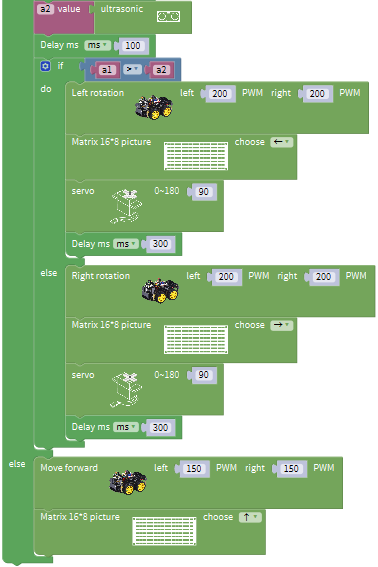 a2 value ultrasonic
Delay ms ms 100
if a1 > a2
do Left rotation left 200 PWM right 200 PWM
Matrix 16*8 picture choose ←
servo 0~180 90
Delay ms ms 300
else Right rotation left 200 PWM right 200 PWM
Matrix 16*8 picture choose →
servo 0~180 90
Delay ms ms 300
else Move forward left 150 PWM right 150 PWM
Matrix 16*8 picture choose ↑